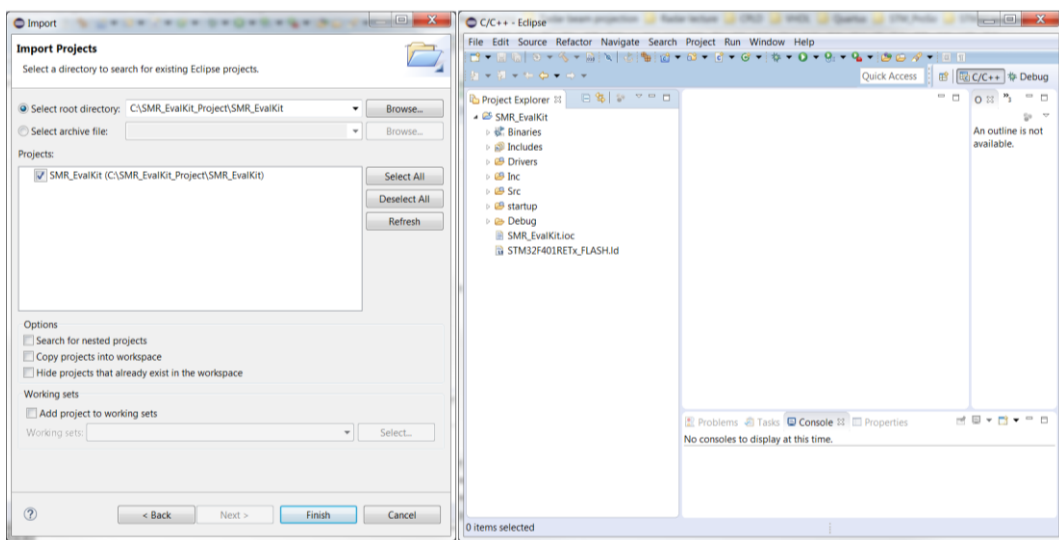 Import
Import Projects
Select a directory to search for existing Eclipse projects.
Select root directory: C:\SMR_EvalKit_Project\SMR_EvalKit Browse...
Select archive file: Browse...
Projects:
SMR_EvalKit (C:\SMR_EvalKit_Project\SMR_EvalKit)
Select All
Deselect All
Refresh
Options
Search for nested projects
Copy projects into workspace
Hide projects that already exist in the workspace
Working sets
Add project to working sets
Working sets: Select...
? < Back Next > Finish Cancel
C/C++ - Eclipse
File Edit Source Refactor Navigate Search Project Run Window Help
Quick Access C/C++ Debug
Project Explorer
SMR_EvalKit
Binaries
Includes
Drivers
Inc
Src
startup
Debug
SMR_EvalKit.ioc
STM32F401RETx_FLASH.ld
An outline is not
available.
Problems Tasks Console Properties
No consoles to display at this time.
0 items selected